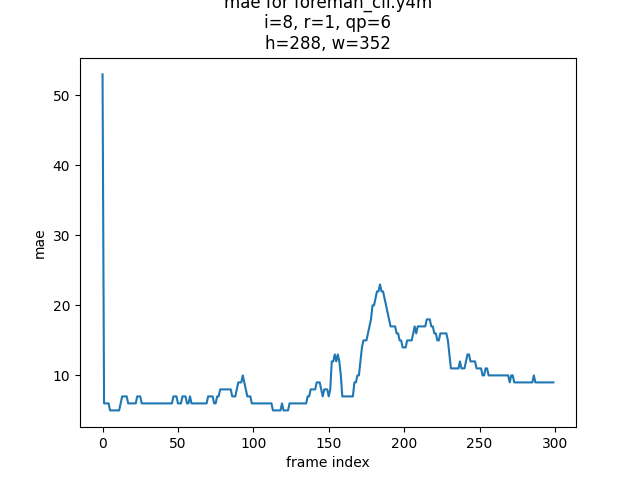 mae for foreman_cif.y4m
i=8, r=1, qp=6
h=288, w=352
50
40
30
20
10
mae
0 50 100 150 200 250 300
frame index